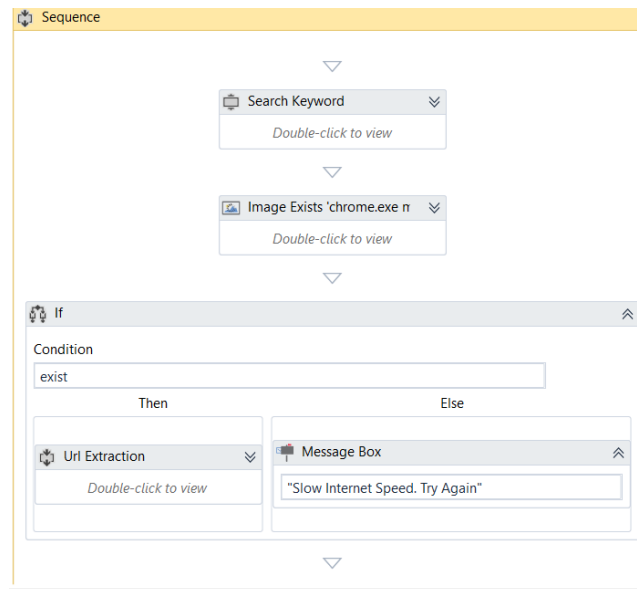 Sequence
Search Keyword
Double-click to view
Image Exists 'chrome.exe
Double-click to view
If
Condition
exist
Then
Else
Url Extraction
Double-click to view
Message Box
"Slow Internet Speed. Try Again"